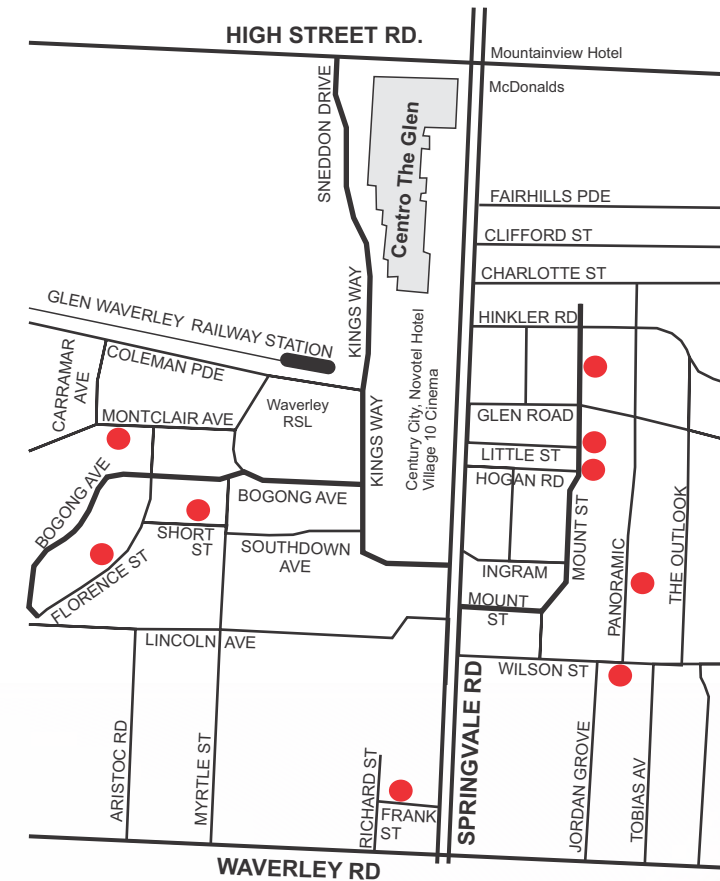 HIGH STREET RD.
Mountainview Hotel
McDonalds
SNEDDON DRIVE
Centro The Glen
FAIRHILLS PDE
CLIFFORD ST
CHARLOTTE ST
GLEN WAVERLEY RAILWAY STATION
KINGS WAY
HINKLER RD
CARRAMAR
AVE
COLEMAN PDE
Waverley
RSL
Century City, Novotel Hotel
Village 10 Cinema
MONTCLAIR AVE
GLEN ROAD
KINGS WAY
LITTLE ST
HOGAN RD
BOGONG AVE
BOGONG AVE
MOUNT ST
THE OUTLOOK
SHORT
ST
SOUTHDOWN
AVE
PANORAMIC
INGRAM
FLORENCE ST
MOUNT
ST
LINCOLN AVE
WILSON ST
SPRINGVALE RD
ARISTOC RD
MYRTLE ST
RICHARD ST
JORDAN GROVE
TOBIAS AV
FRANK
ST
WAVERLEY RD